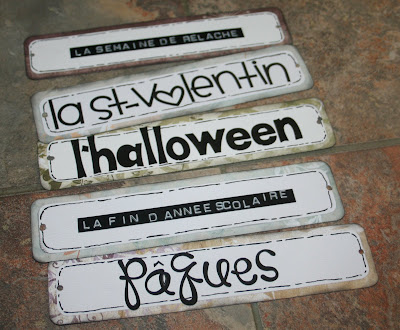 LA SEMAINE DE RELACHE
la st-valentin
l'halloween
LA FIN D'ANNEE SCOLAIRE
pâques